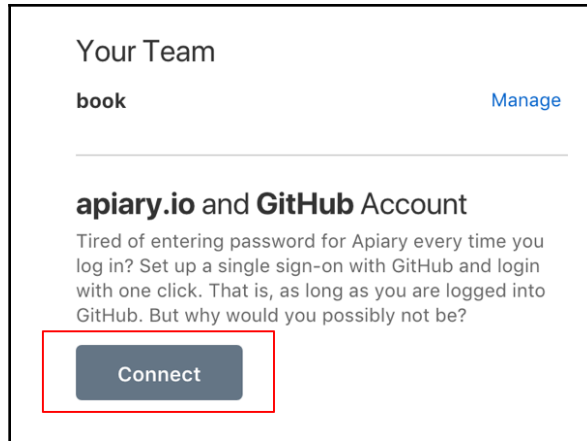 Your Team
book Manage
apiary.io and GitHub Account
Tired of entering password for Apiary every time you
log in? Set up a single sign-on with GitHub and login
with one click. That is, as long as you are logged into
GitHub. But why would you possibly not be?
Connect